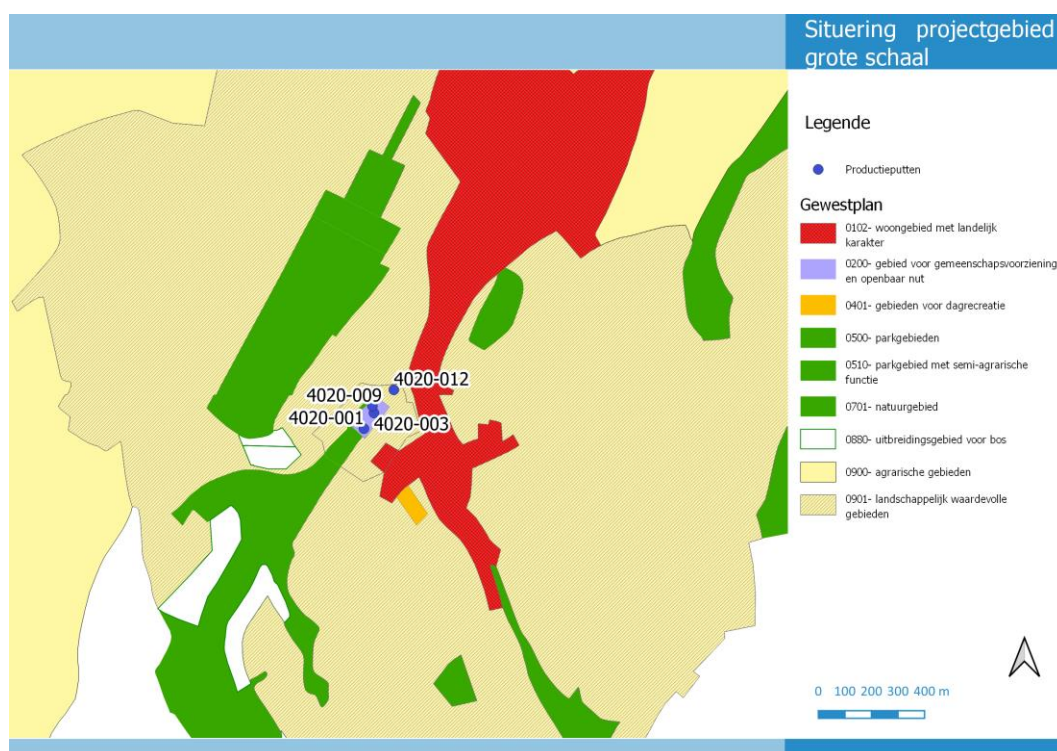 Situering projectgebied
grote schaal
Legende
Productieputten
Gewestplan
0102- woongebied met landelijk
karakter
0200- gebied voor gemeenschapsvoorziening
en openbaar nut
0401- gebieden voor dagrecreatie
0500- parkgebieden
0510- parkgebied met semi-agrarische
functie
0701- natuurgebied
0880- uitbreidingsgebied voor bos
0900- agrarische gebieden
0901- landschappelijk waardevolle
gebieden
4020-012
4020-009
4020-001
4020-003
0 100 200 300 400 m